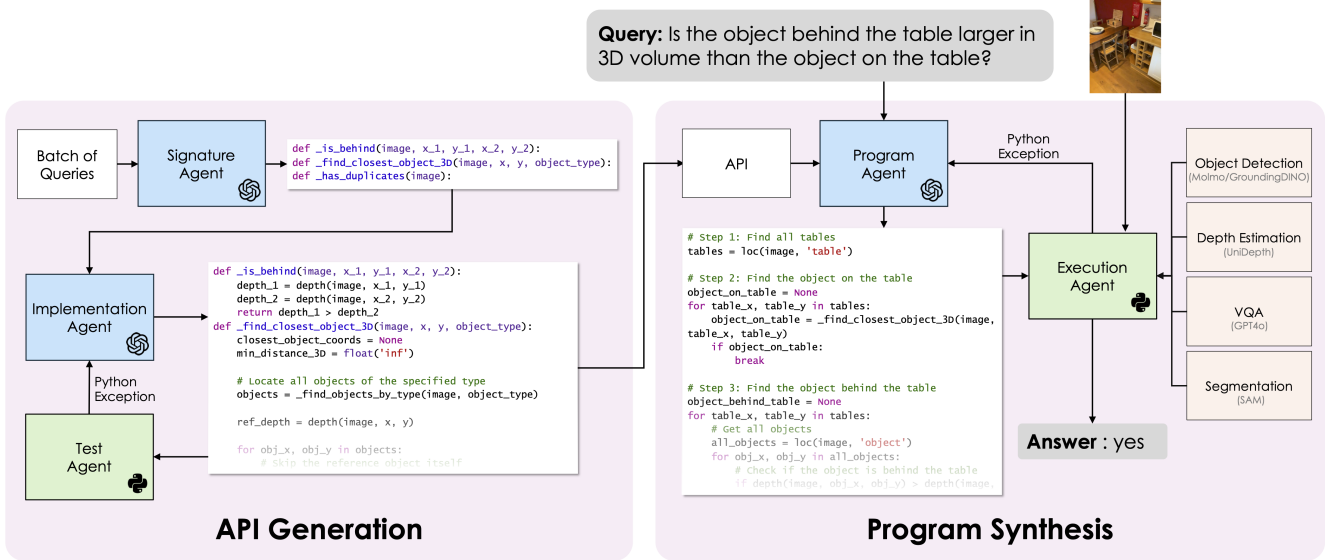 Query: Is the object behind the table larger in
3D volume than the object on the table?
Batch of
Queries
Signature
Agent
def _is_behind(image, x_1, y_1, x_2, y_2):
def _find_closest_object_3D(image, x, y, object_type):
def _has_duplicates(image):
Implementation
Agent
Python
Exception
Test
Agent
def _is_behind(image, x_1, y_1, x_2, y_2):
depth_1 = depth(image, x_1, y_1)
depth_2 = depth(image, x_2, y_2)
return depth_1 > depth_2
def _find_closest_object_3D(image, x, y, object_type):
closest_object_coords = None
min_distance_3D = float('inf')
# Locate all objects of the specified type
objects = _find_objects_by_type(image, object_type)
ref_depth = depth(image, x, y)
for obj_x, obj_y in objects:
# Skip the reference object itself
API Generation
API
Program
Agent
Python
Exception
# Step 1: Find all tables
tables = loc(image, 'table')
# Step 2: Find the object on the table
object_on_table = None
for table_x, table_y in tables:
object_on_table = _find_closest_object_3D(image,
table_x, table_y)
if object_on_table:
break
# Step 3: Find the object behind the table
object_behind_table = None
for table_x, table_y in tables:
# Get all objects
all_objects = loc(image, 'object')
for obj_x, obj_y in all_objects:
# Check if the object is behind the table
if depth(image, obj_x, obj_y) > depth(image,
Execution
Agent
Object Detection
(Molmo/GroundingDINO)
Depth Estimation
(UniDepth)
VQA
(GPT4o)
Segmentation
(SAM)
Answer : yes
Program Synthesis